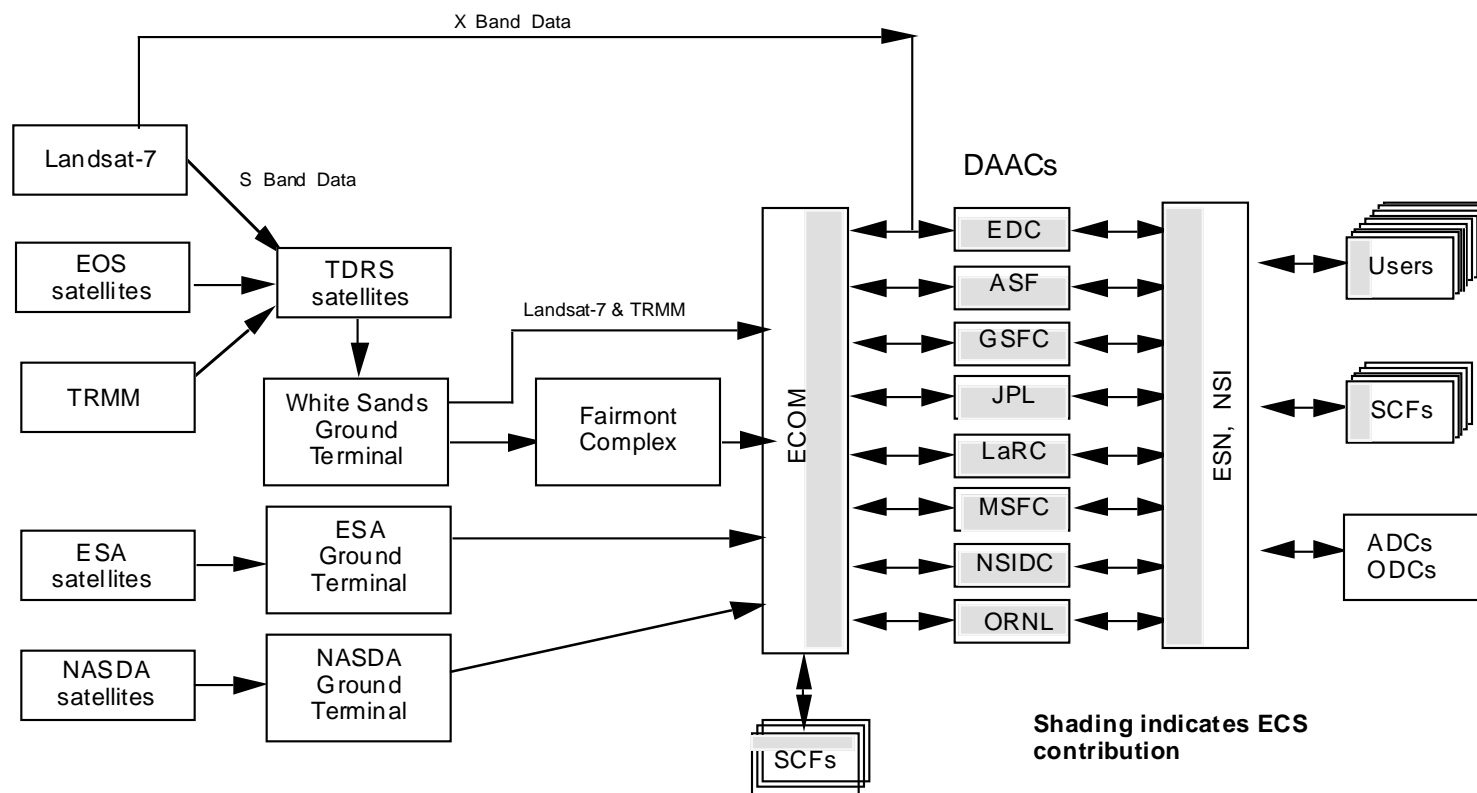 X Band Data
Landsat-7
S Band Data
DAACs
EOS
satellites
TDRS
satellites
TRMM
Landsat-7 & TRMM
White Sands
Ground
Terminal
Fairmont
Complex
ESA
satellites
ESA
Ground
Terminal
NASDA
satellites
NASDA
Ground
Terminal
ECOM
EDC
ASF
GSFC
JPL
LaRC
MSFC
NSIDC
ORNL
ESN, NSI
Users
SCFs
ADCs
ODCs
SCFs
Shading indicates ECS
contribution